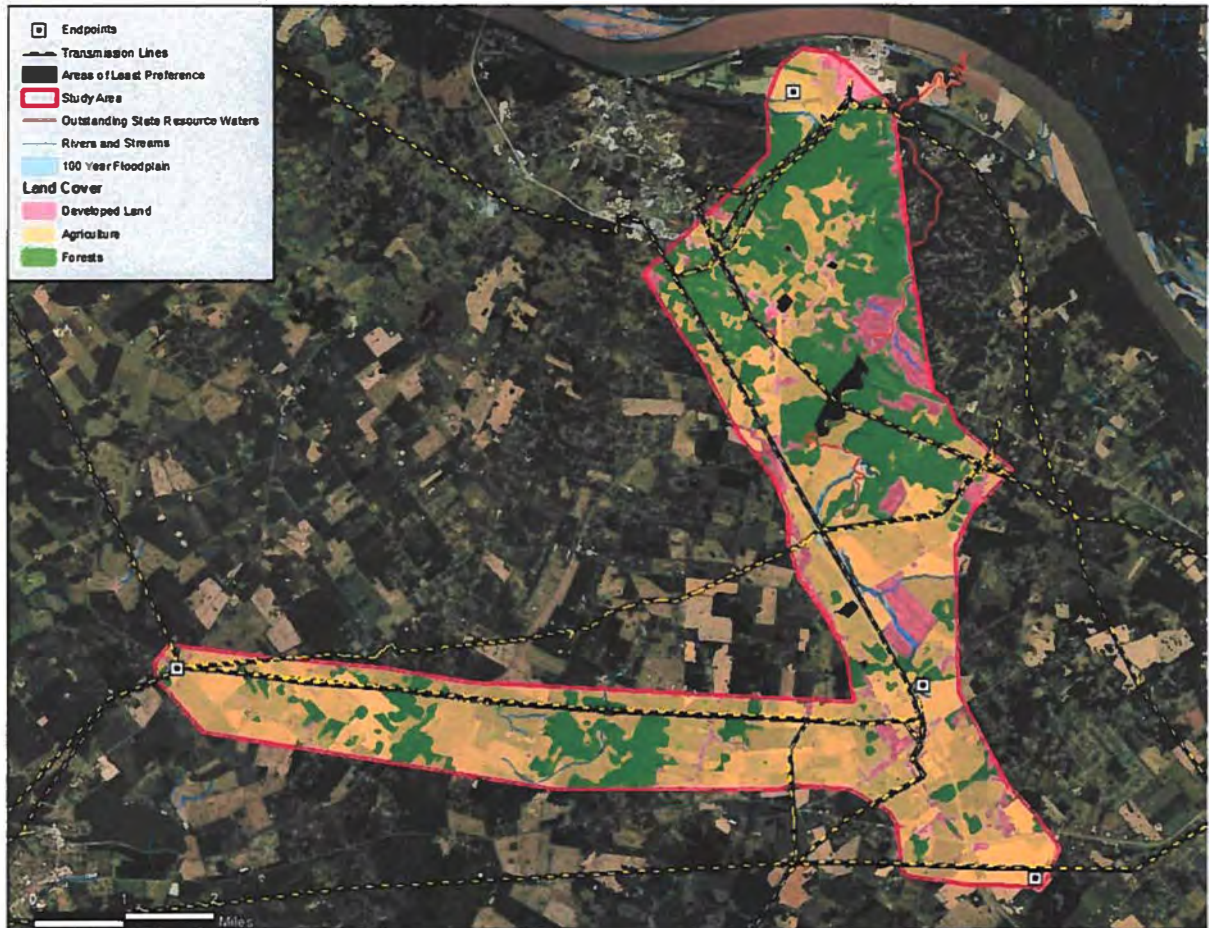 Endpoints
Transmission Lines
Areas of Least Preference
Study Area
Outstanding State Resource Waters
Rivers and Streams
100 Year Floodplain
Land Cover
Developed Land
Agriculture
Forests
0 1 2
Miles